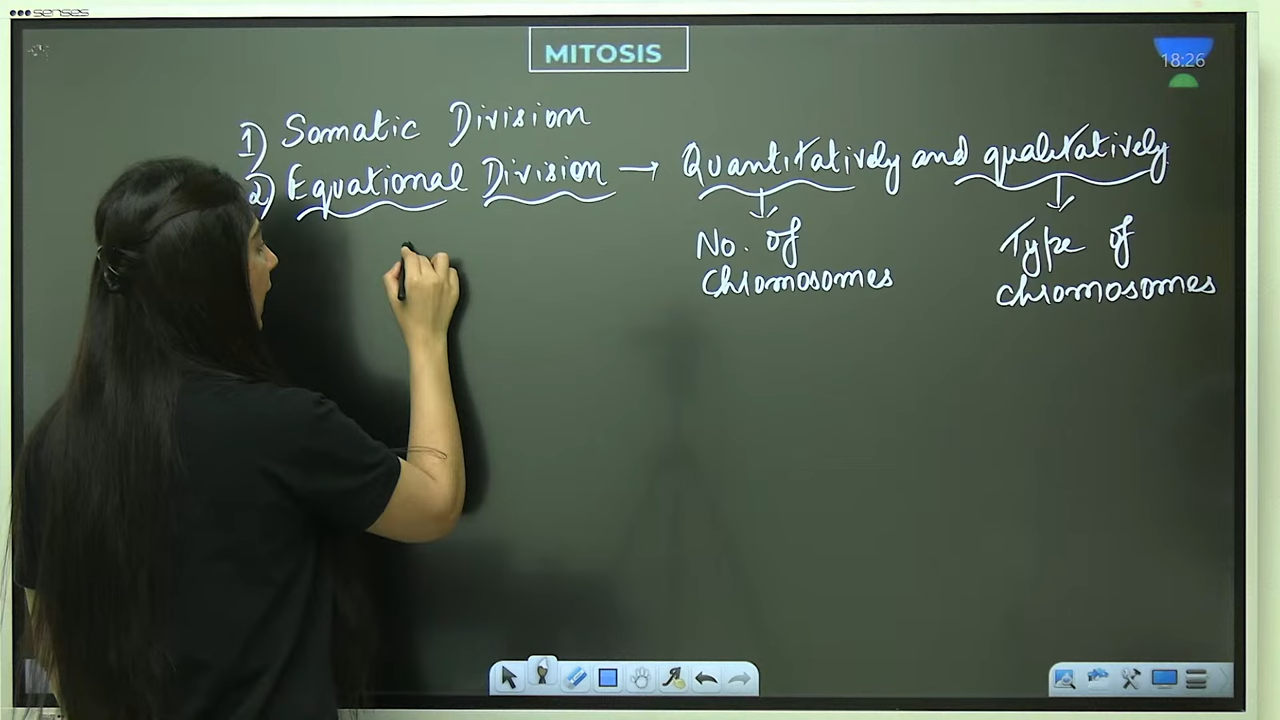 senses
MITOSIS
18:26
1) Somatic Division
2) Equational Division → Quantitatively and qualitatively
No. of
Chromosomes
Type of
chromosomes